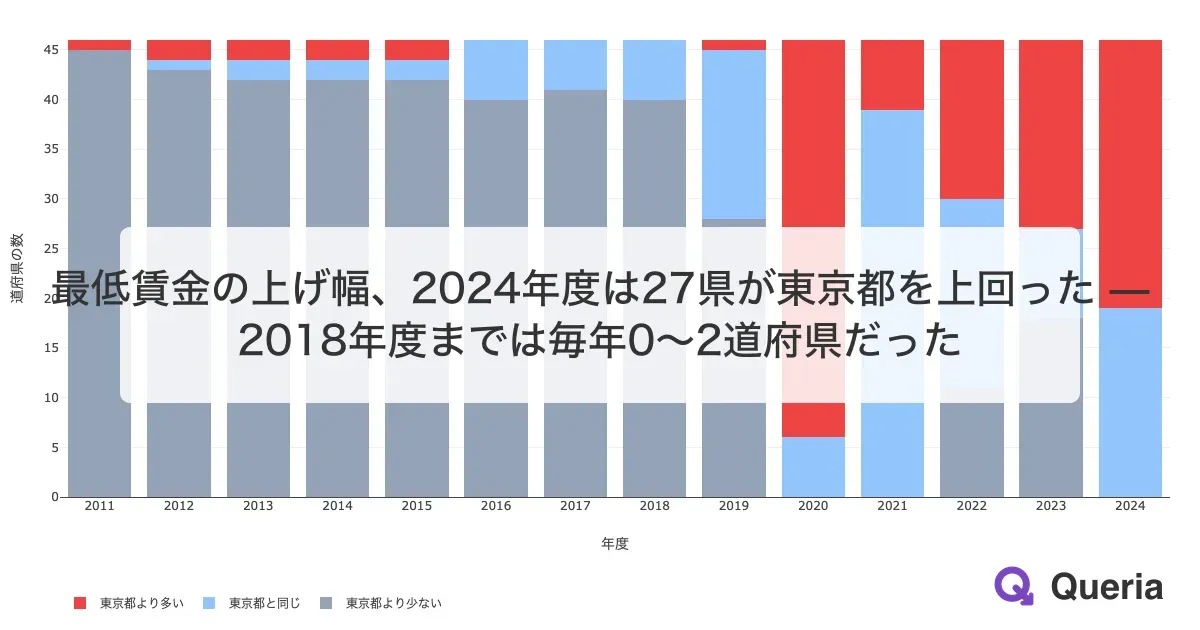 45
40
35
30
25
20
15
10
5
0
道府県の数
最低賃金の上げ幅、2024年度は27県が東京都を上回った —
2018年度までは毎年0〜2道府県だった
2011 2012 2013 2014 2015 2016 2017 2018 2019 2020 2021 2022 2023 2024
年度
東京都より多い 東京都と同じ 東京都より少ない
Queria